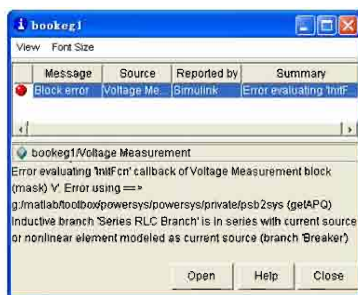 bookeg1
View Font Size
Message Source Reported by Summary
Block error Voltage Me... Simulink Error evaluating 'InitF...
bookeg1/Voltage Measurement
Error evaluating 'InitFcn' callback of Voltage Measurement block
(mask) 'V'. Error using ==>
g:/matlab/toolbox/powersys/powersys/private/psb2sys (getAPQ)
Inductive branch 'Series RLC Branch' is in series with current source
or nonlinear element modeled as current source (branch 'Breaker')
Open Help Close